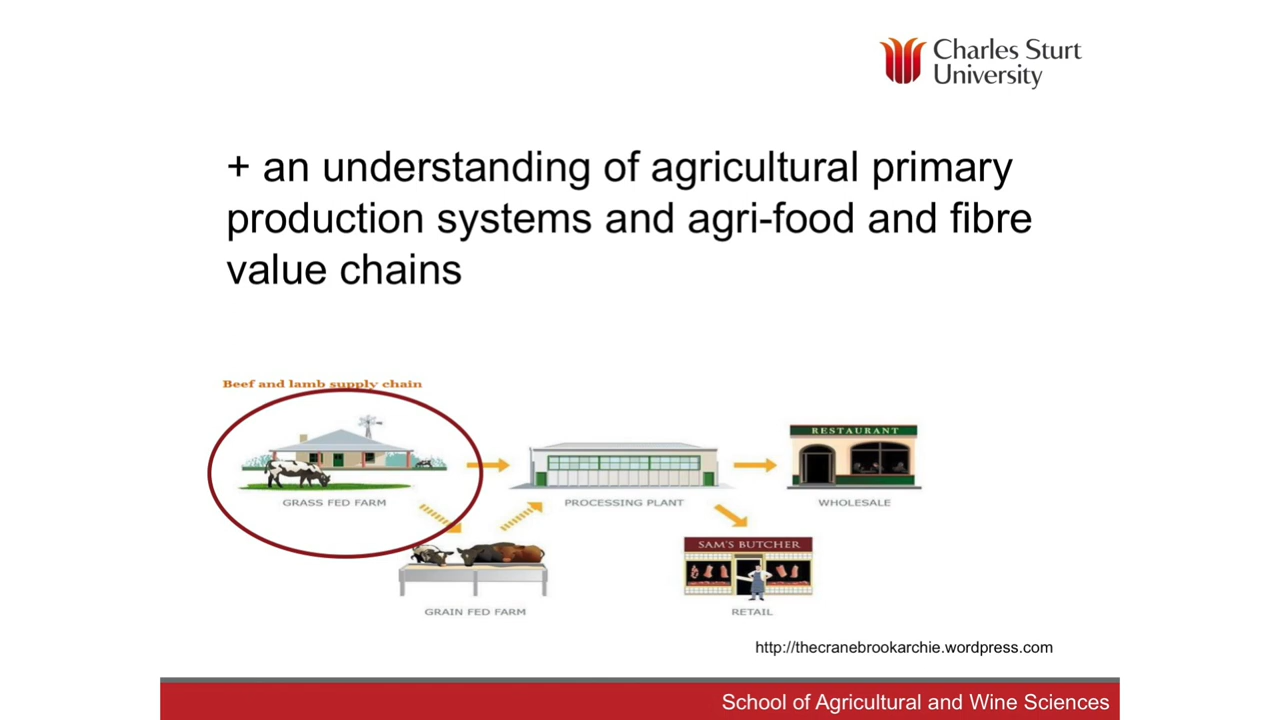 Charles Sturt
University
+ an understanding of agricultural primary
production systems and agri-food and fibre
value chains
Beef and lamb supply chain
RESTAURANT
GRASS FED FARM
PROCESSING PLANT
WHOLESALE
SAM'S BUTCHER
GRAIN FED FARM
RETAIL
http://thecranebrookarchie.wordpress.com
School of Agricultural and Wine Sciences